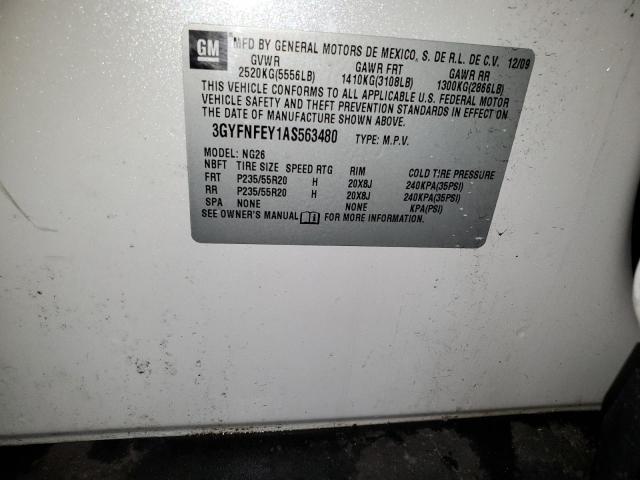 GM MFD BY GENERAL MOTORS DE MEXICO, S. DE R.L. DE C.V. 12/09
GVWR GAWR FRT GAWR RR
2520KG(5556LB) 1410KG(3108LB) 1300KG(2866LB)
THIS VEHICLE CONFORMS TO ALL APPLICABLE U.S. FEDERAL MOTOR
VEHICLE SAFETY AND THEFT PREVENTION STANDARDS IN EFFECT ON
THE DATE OF MANUFACTURE SHOWN ABOVE.
3GYFNFEY1AS563480 TYPE: M.P.V.
MODEL: NG26
NBFT TIRE SIZE SPEED RTG RIM COLD TIRE PRESSURE
FRT P235/55R20 H 20X8J 240KPA(35PSI)
RR P235/55R20 H 20X8J 240KPA(35PSI)
SPA NONE NONE KPA(PSI)
SEE OWNER'S MANUAL i FOR MORE INFORMATION.